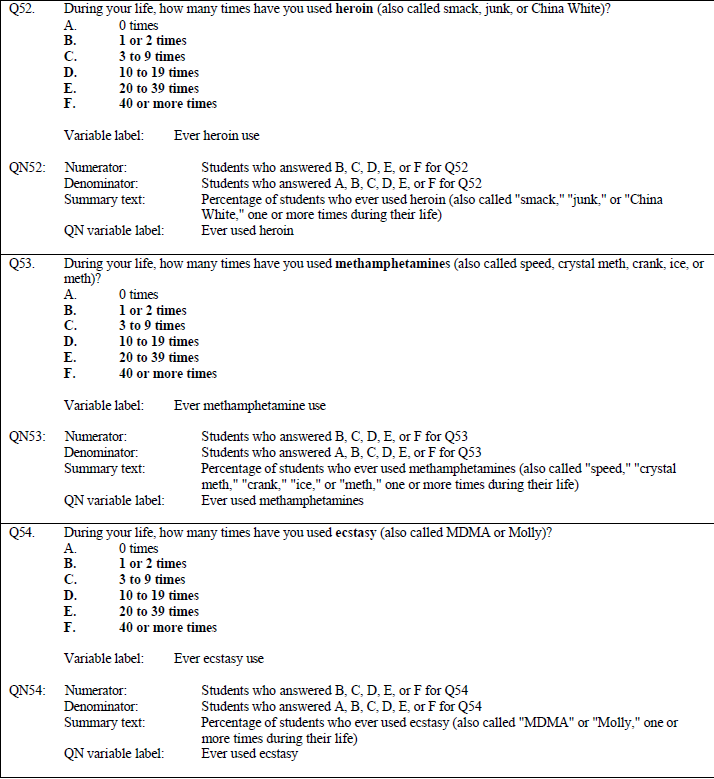 Q52. During your life, how many times have you used heroin (also called smack, junk, or China White)?
A. 0 times
B. 1 or 2 times
C. 3 to 9 times
D. 10 to 19 times
E. 20 to 39 times
F. 40 or more times
Variable label: Ever heroin use
QN52: Numerator: Students who answered B, C, D, E, or F for Q52
Denominator: Students who answered A, B, C, D, E, or F for Q52
Summary text: Percentage of students who ever used heroin (also called "smack," "junk," or "China
White," one or more times during their life)
QN variable label: Ever used heroin
Q53. During your life, how many times have you used methamphetamines (also called speed, crystal meth, crank, ice, or
meth)?
A. 0 times
B. 1 or 2 times
C. 3 to 9 times
D. 10 to 19 times
E. 20 to 39 times
F. 40 or more times
Variable label: Ever methamphetamine use
QN53: Numerator: Students who answered B, C, D, E, or F for Q53
Denominator: Students who answered A, B, C, D, E, or F for Q53
Summary text: Percentage of students who ever used methamphetamines (also called "speed," "crystal
meth," "crank," "ice," or "meth," one or more times during their life)
QN variable label: Ever used methamphetamines
Q54. During your life, how many times have you used ecstasy (also called MDMA or Molly)?
A. 0 times
B. 1 or 2 times
C. 3 to 9 times
D. 10 to 19 times
E. 20 to 39 times
F. 40 or more times
Variable label: Ever ecstasy use
QN54: Numerator: Students who answered B, C, D, E, or F for Q54
Denominator: Students who answered A, B, C, D, E, or F for Q54
Summary text: Percentage of students who ever used ecstasy (also called "MDMA" or "Molly," one or
more times during their life)
QN variable label: Ever used ecstasy